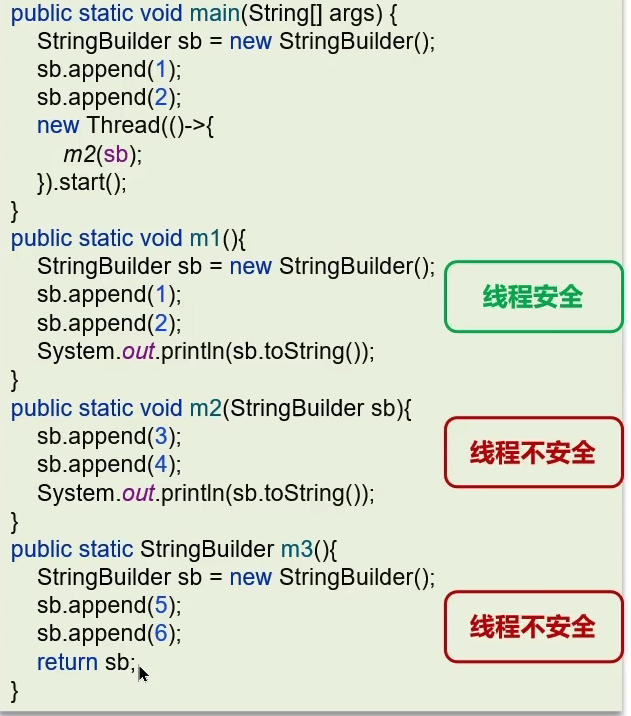 public static void main(String[] args) {
StringBuilder sb = new StringBuilder();
sb.append(1);
sb.append(2);
new Thread(()->{
m2(sb);
}).start();
}
public static void m1(){
StringBuilder sb = new StringBuilder();
sb.append(1);
sb.append(2);
System.out.println(sb.toString());
}
线程安全
public static void m2(StringBuilder sb){
sb.append(3);
sb.append(4);
System.out.println(sb.toString());
}
线程不安全
public static StringBuilder m3(){
StringBuilder sb = new StringBuilder();
sb.append(5);
sb.append(6);
return sb;
}
线程不安全